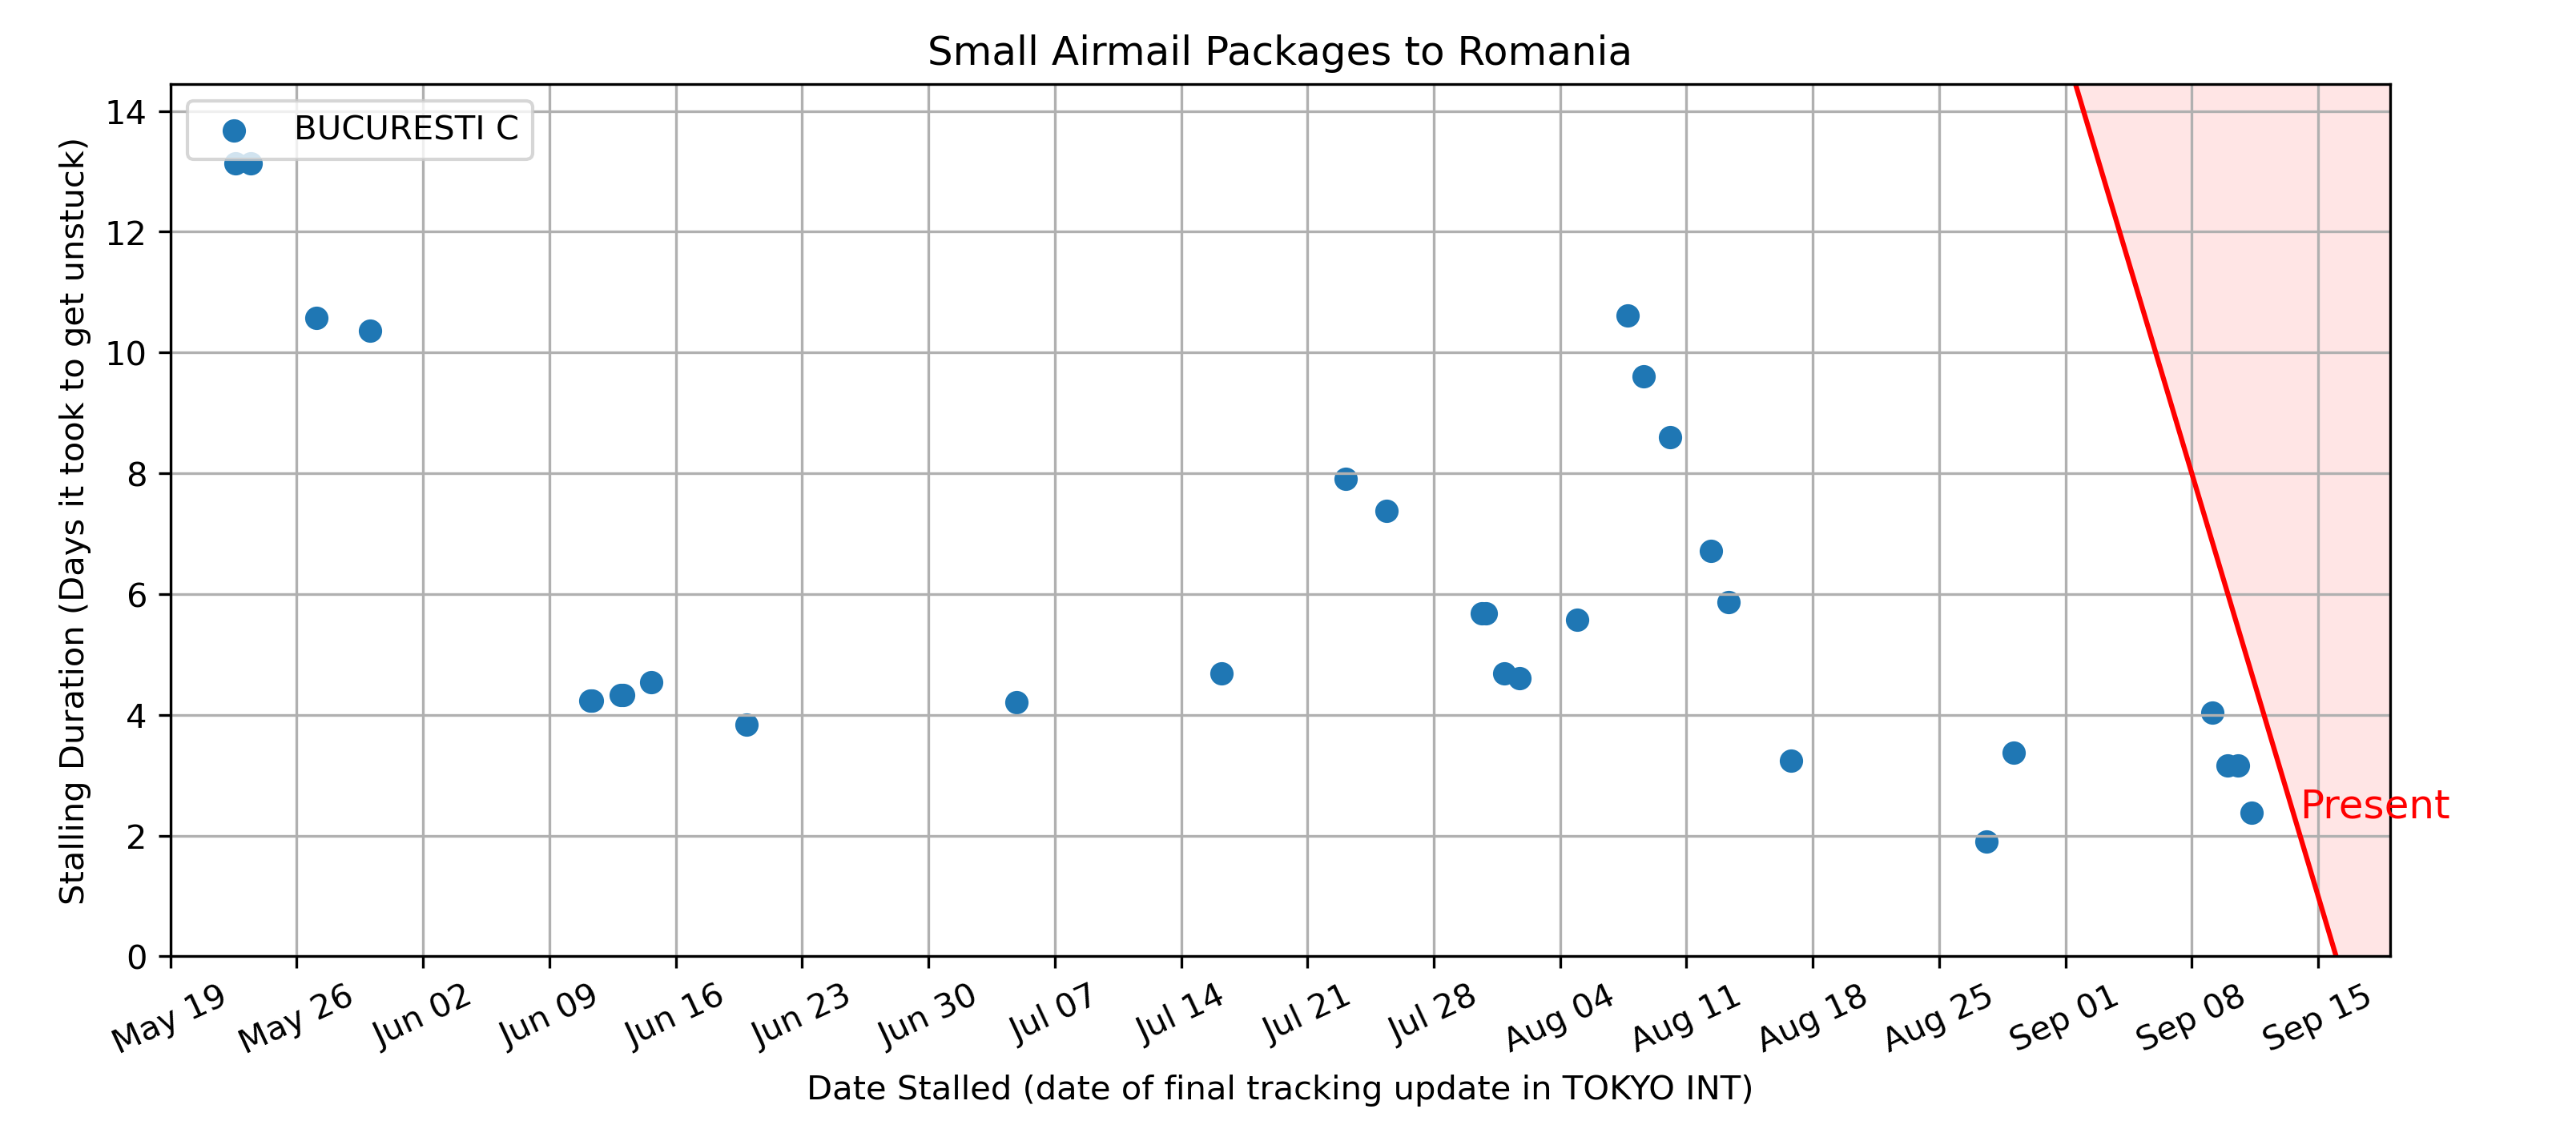 Small Airmail Packages to Romania
BUCURESTI C
Stalling Duration (Days it took to get unstuck)
14
12
10
8
6
4
2
0
Present
May 19
May 26
Jun 02
Jun 09
Jun 16
Jun 23
Jun 30
Jul 07
Jul 14
Jul 21
Jul 28
Aug 04
Aug 11
Aug 18
Aug 25
Sep 01
Sep 08
Sep 15
Date Stalled (date of final tracking update in TOKYO INT)